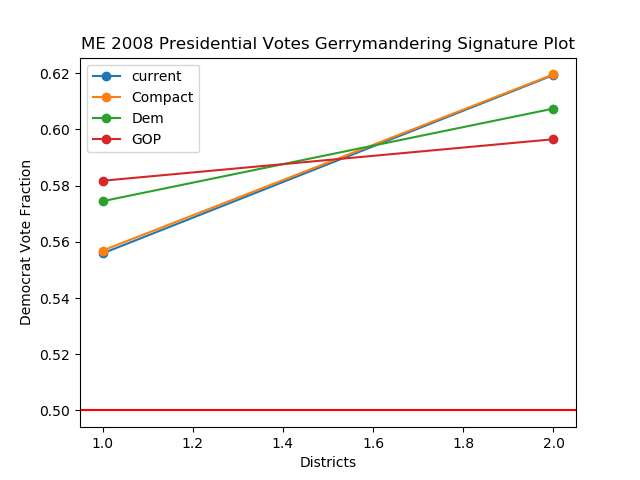 ME 2008 Presidential Votes Gerrymandering Signature Plot
current
Compact
Dem
GOP
Democrat Vote Fraction
0.62
0.60
0.58
0.56
0.54
0.52
0.50
1.0 1.2 1.4 1.6 1.8 2.0
Districts